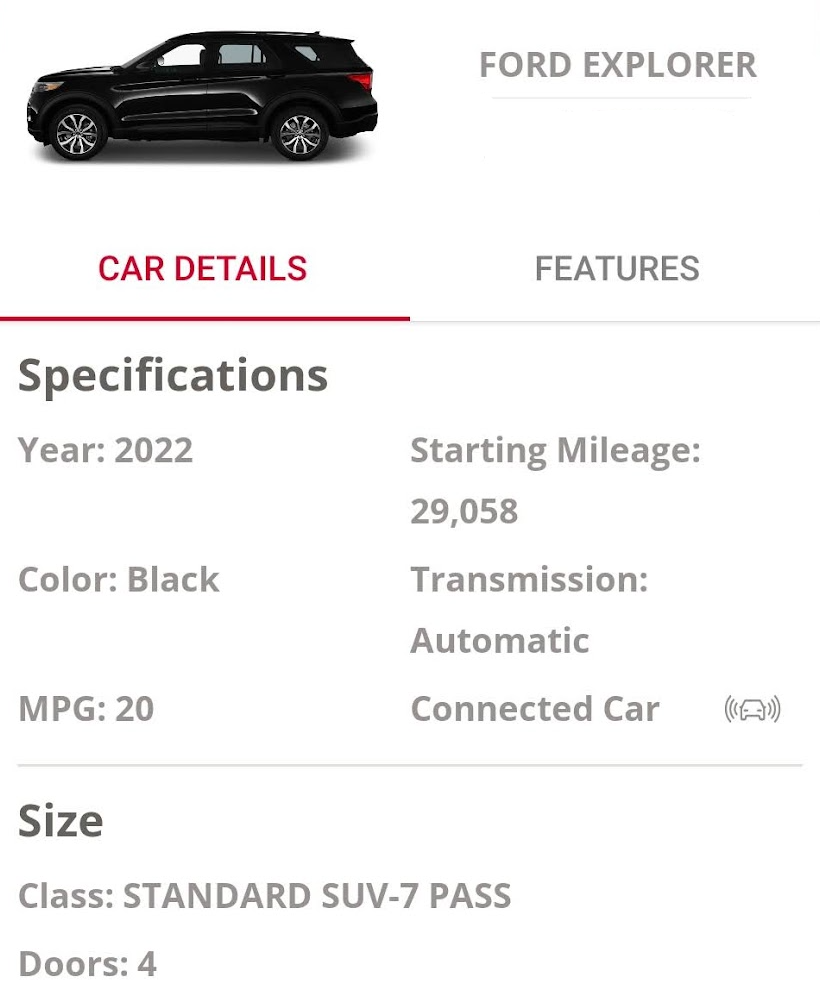 FORD EXPLORER
CAR DETAILS
FEATURES
Specifications
Year: 2022
Starting Mileage:
29,058
Color: Black
Transmission:
Automatic
MPG: 20
Connected Car
Size
Class: STANDARD SUV-7 PASS
Doors: 4